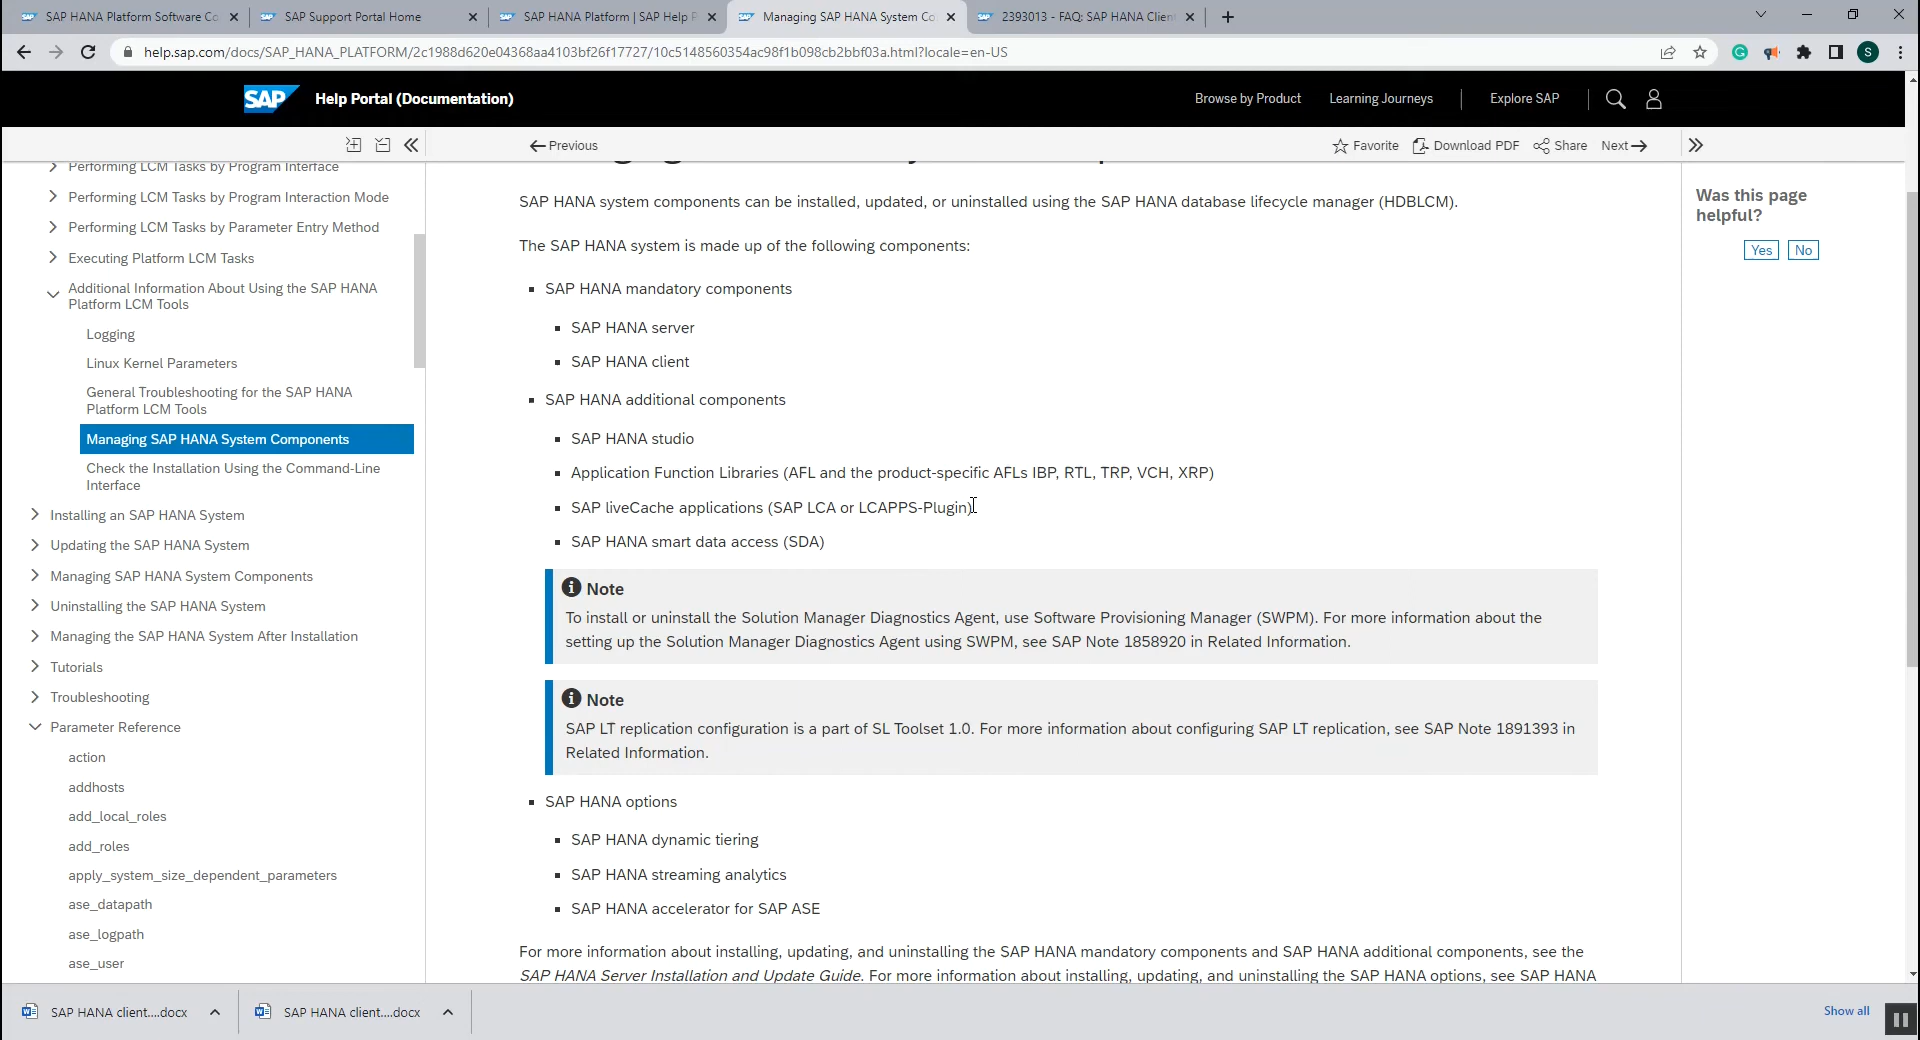 SAP HANA Platform Software Co
SAP Support Portal Home
SAP HANA Platform | SAP Help P
Managing SAP HANA System Co
2393013 - FAQ: SAP HANA Clien
help.sap.com/docs/SAP_HANA_PLATFORM/2c1988d620e04368aa4103bf26f17727/10c5148560354ac98f1b098cb2bbf03a.html?locale=en-US
S
SAP
Help Portal (Documentation)
Browse by Product
Learning Journeys
Explore SAP
Previous
Favorite
Download PDF
Share
Next
Performing LCM Tasks by Program Interface
Performing LCM Tasks by Program Interaction Mode
Performing LCM Tasks by Parameter Entry Method
Executing Platform LCM Tasks
Additional Information About Using the SAP HANA
Platform LCM Tools
Logging
Linux Kernel Parameters
General Troubleshooting for the SAP HANA
Platform LCM Tools
Managing SAP HANA System Components
Check the Installation Using the Command-Line
Interface
Installing an SAP HANA System
Updating the SAP HANA System
Managing SAP HANA System Components
Uninstalling the SAP HANA System
Managing the SAP HANA System After Installation
Tutorials
Troubleshooting
Parameter Reference
action
addhosts
add_local_roles
add_roles
apply_system_size_dependent_parameters
ase_datapath
ase_logpath
ase_user
SAP HANA system components can be installed, updated, or uninstalled using the SAP HANA database lifecycle manager (HDBLCM).
The SAP HANA system is made up of the following components:
SAP HANA mandatory components
SAP HANA server
SAP HANA client
SAP HANA additional components
SAP HANA studio
Application Function Libraries (AFL and the product-specific AFLs IBP, RTL, TRP, VCH, XRP)
SAP liveCache applications (SAP LCA or LCAPPS-Plugin)
SAP HANA smart data access (SDA)
Note
To install or uninstall the Solution Manager Diagnostics Agent, use Software Provisioning Manager (SWPM). For more information about the
setting up the Solution Manager Diagnostics Agent using SWPM, see SAP Note 1858920 in Related Information.
Note
SAP LT replication configuration is a part of SL Toolset 1.0. For more information about configuring SAP LT replication, see SAP Note 1891393 in
Related Information.
SAP HANA options
SAP HANA dynamic tiering
SAP HANA streaming analytics
SAP HANA accelerator for SAP ASE
For more information about installing, updating, and uninstalling the SAP HANA mandatory components and SAP HANA additional components, see the
SAP HANA Server Installation and Update Guide. For more information about installing, updating, and uninstalling the SAP HANA options, see SAP HANA
Was this page
helpful?
Yes
No
SAP HANA client....docx
SAP HANA client....docx
Show all